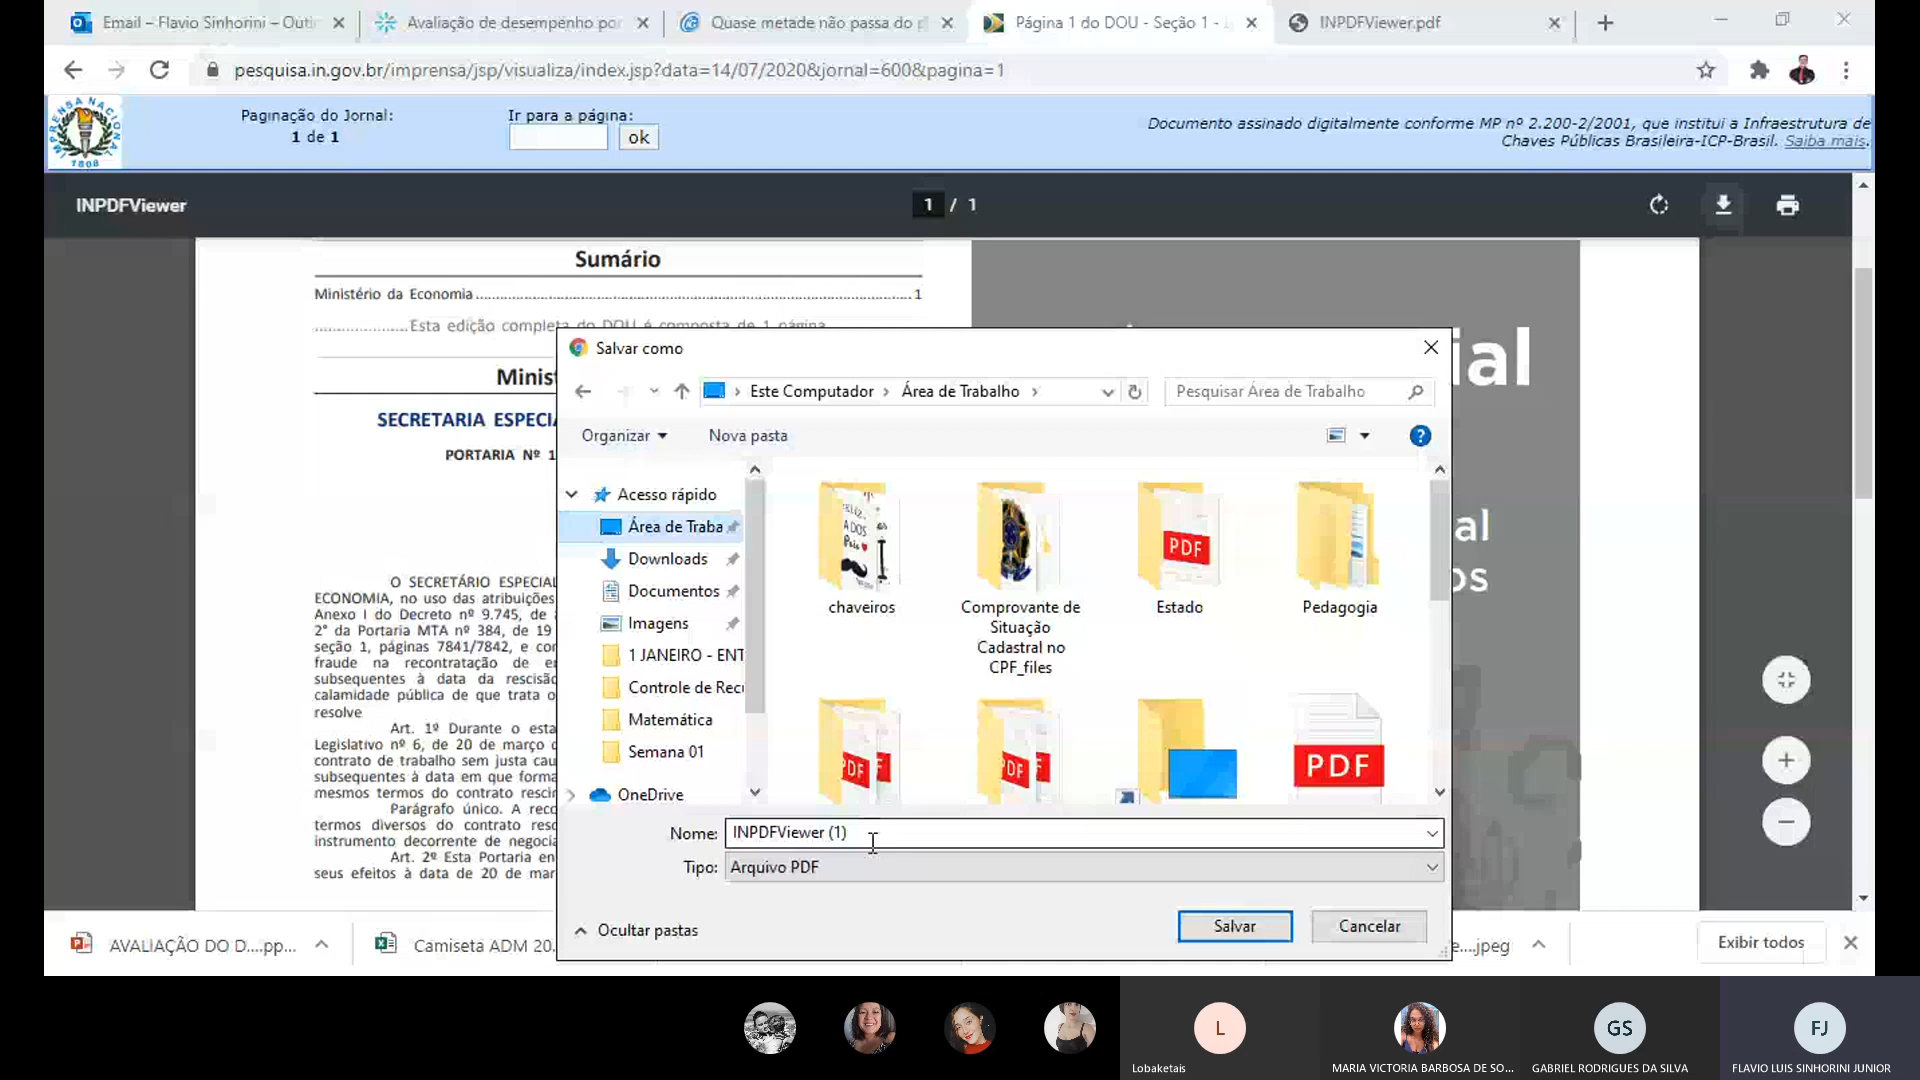 Email – Flavio Sinhorini – Outl
Avaliação de desempenho por
Quase metade não passa do p
Página 1 do DOU - Seção 1 -
INPDFViewer.pdf
pesquisa.in.gov.br/imprensa/jsp/visualiza/index.jsp?data=14/07/2020&jornal=600&pagina=1
IMPRENSA NACIONAL
1808
Paginação do Jornal:
1 de 1
Ir para a página:
ok
Documento assinado digitalmente conforme MP nº 2.200-2/2001, que institui a Infraestrutura de
Chaves Públicas Brasileira-ICP-Brasil. Saiba mais.
INPDFViewer
1 / 1
Sumário
Ministério da Economia 1
Esta edição completa do DOU é composta de 1 página
Minist
SECRETARIA ESPECIA
PORTARIA Nº 1
O SECRETÁRIO ESPECIAL
ECONOMIA, no uso das atribuições
Anexo I do Decreto nº 9.745, de
2° da Portaria MTA nº 384, de 19
seção 1, páginas 7841/7842, e con
fraude na recontratação de
subsequentes à data da rescisão
calamidade pública de que trata o
resolve
Art. 1º Durante o esta
Legislativo nº 6, de 20 de março
contrato de trabalho sem justa cau
subsequentes à data em que forma
mesmos termos do contrato rescin
Parágrafo único. A reco
termos diversos do contrato resc
instrumento decorrente de negocia
Art. 2º Esta Portaria en
seus efeitos à data de 20 de mar
ial
al
os
Salvar como
Este Computador
Área de Trabalho
Pesquisar Área de Trabalho
Organizar
Nova pasta
Acesso rápido
Área de Traba
Downloads
Documentos
Imagens
1 JANEIRO - ENT
Controle de Recu
Matemática
Semana 01
OneDrive
chaveiros
Comprovante de
Situação
Cadastral no
CPF_files
PDF
Estado
Pedagogia
PDF
PDF
PDF
Nome: INPDFViewer (1)
Tipo: Arquivo PDF
Ocultar pastas
Salvar
Cancelar
AVALIAÇÃO DO D....pp...
Camiseta ADM 20.
e....jpeg
Exibir todos
L
Lobaketais
MARIA VICTORIA BARBOSA DE SO...
GS
GABRIEL RODRIGUES DA SILVA
FJ
FLAVIO LUIS SINHORINI JUNIOR